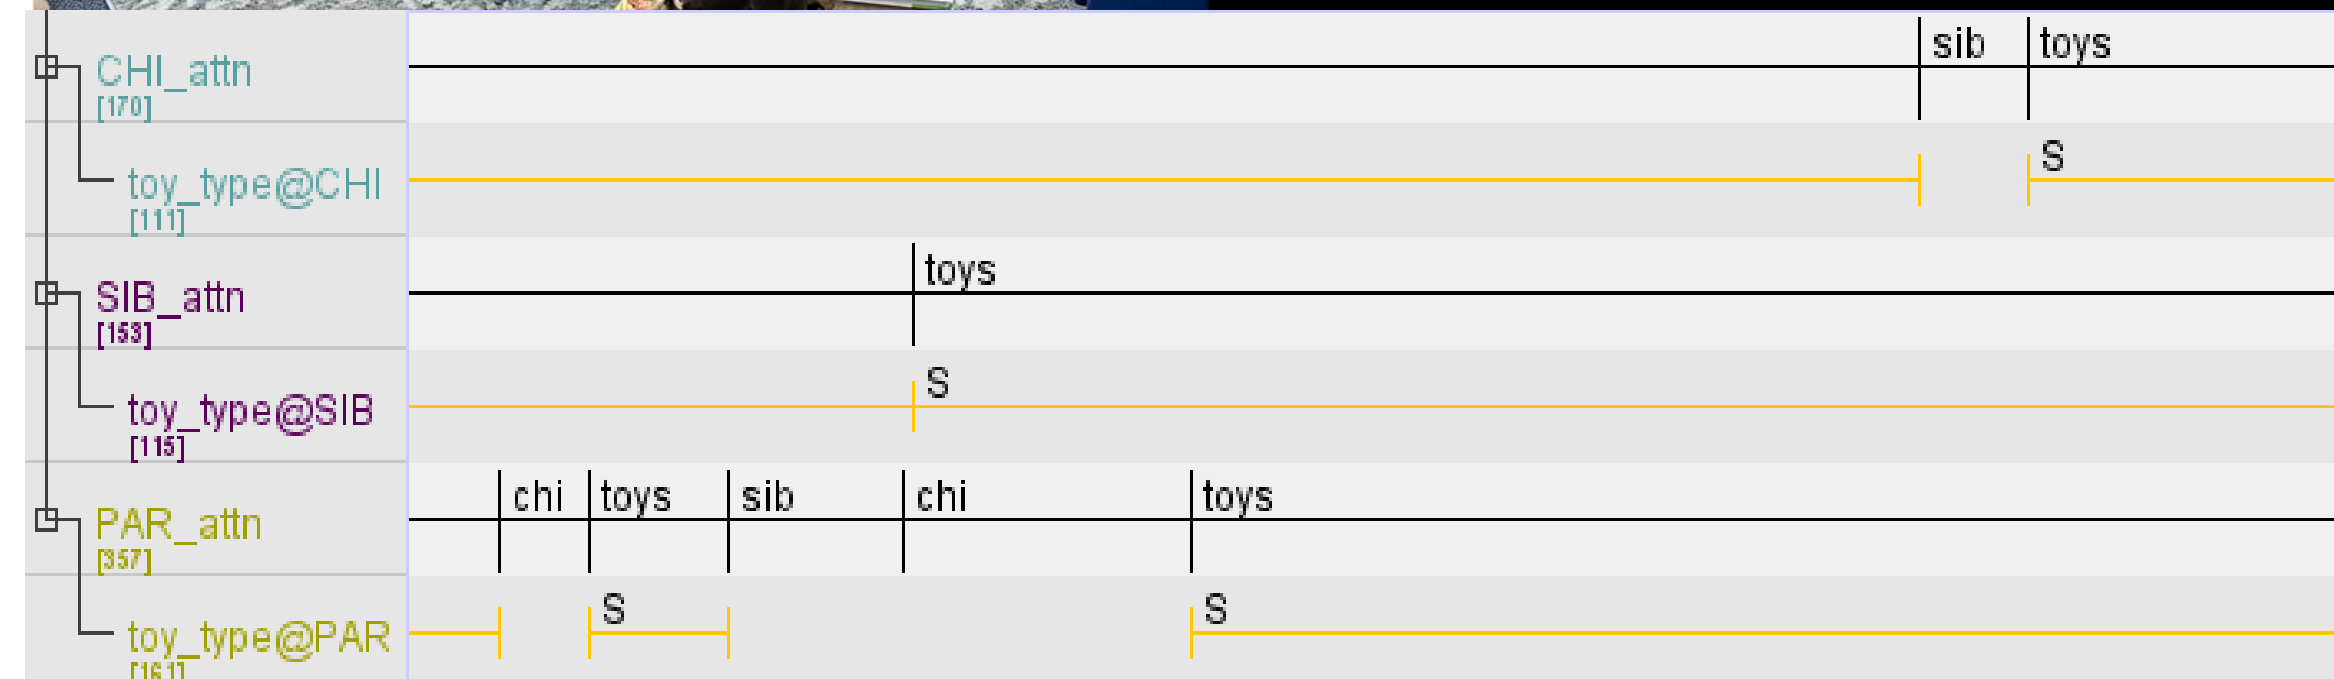 sib toys
CHI_attn
[170]
S
toy_type@CHI
[111]
toys
SIB_attn
[153]
S
toy_type@SIB
[115]
chi toys sib chi toys
PAR_attn
[357]
S S
toy_type@PAR
[161]